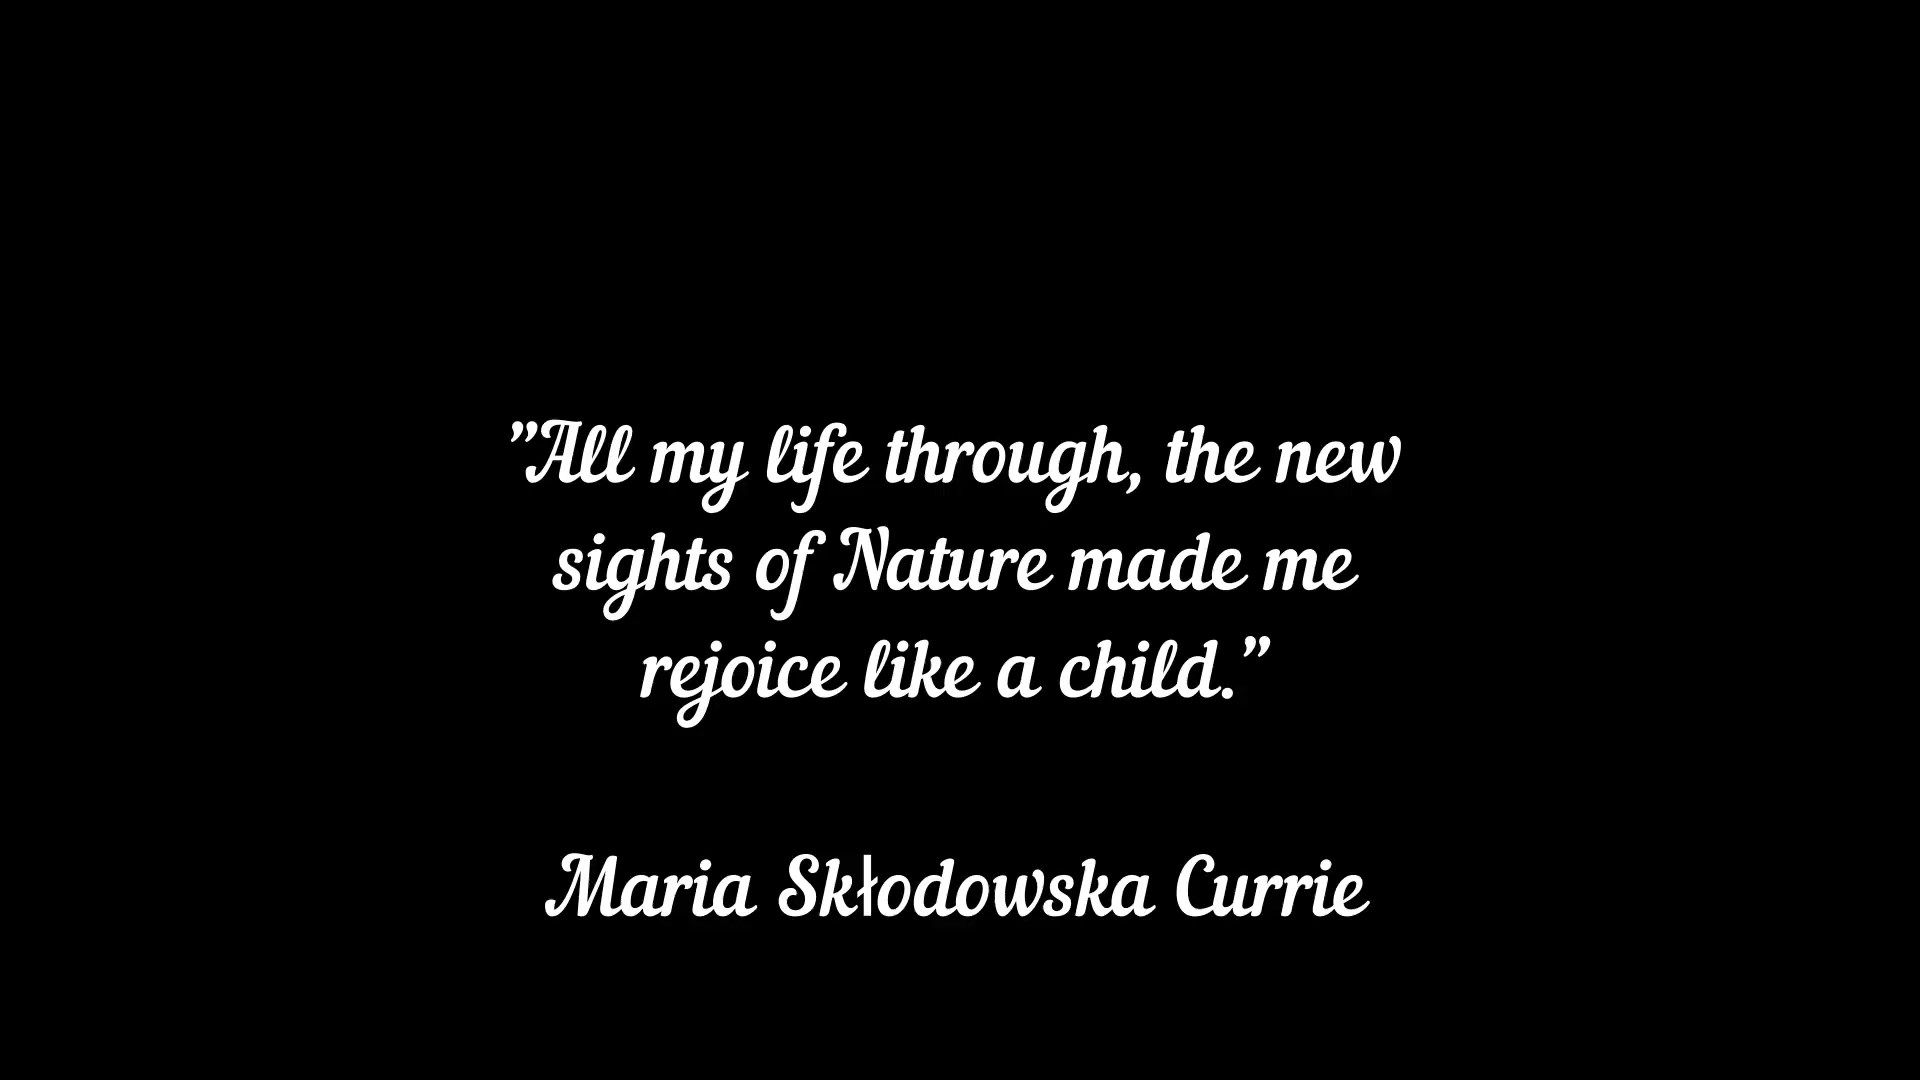 ”All my life through, the new
sights of Nature made me
rejoice like a child.”
Maria Skłodowska Currie